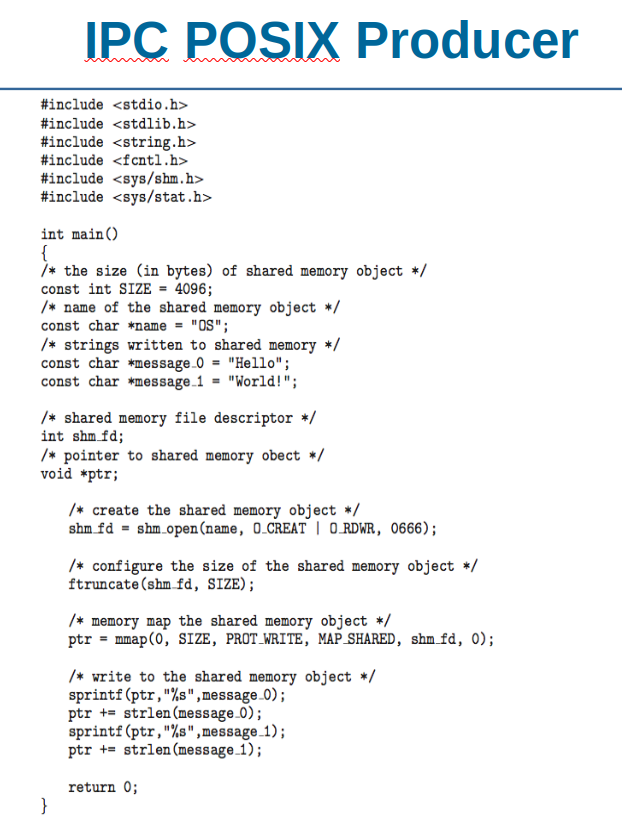 IPC POSIX Producer
#include <stdio.h>
#include <stdlib.h>
#include <string.h>
#include <fcntl.h>
#include <sys/shm.h>
#include <sys/stat.h>
int main()
{
/* the size (in bytes) of shared memory object */
const int SIZE = 4096;
/* name of the shared memory object */
const char *name = "OS";
/* strings written to shared memory */
const char *message_0 = "Hello";
const char *message_1 = "World!";
/* shared memory file descriptor */
int shm_fd;
/* pointer to shared memory obect */
void *ptr;
/* create the shared memory object */
shm_fd = shm_open(name, O_CREAT | O_RDWR, 0666);
/* configure the size of the shared memory object */
ftruncate(shm_fd, SIZE);
/* memory map the shared memory object */
ptr = mmap(0, SIZE, PROT_WRITE, MAP_SHARED, shm_fd, 0);
/* write to the shared memory object */
sprintf(ptr,"%s",message_0);
ptr += strlen(message_0);
sprintf(ptr,"%s",message_1);
ptr += strlen(message_1);
return 0;
}